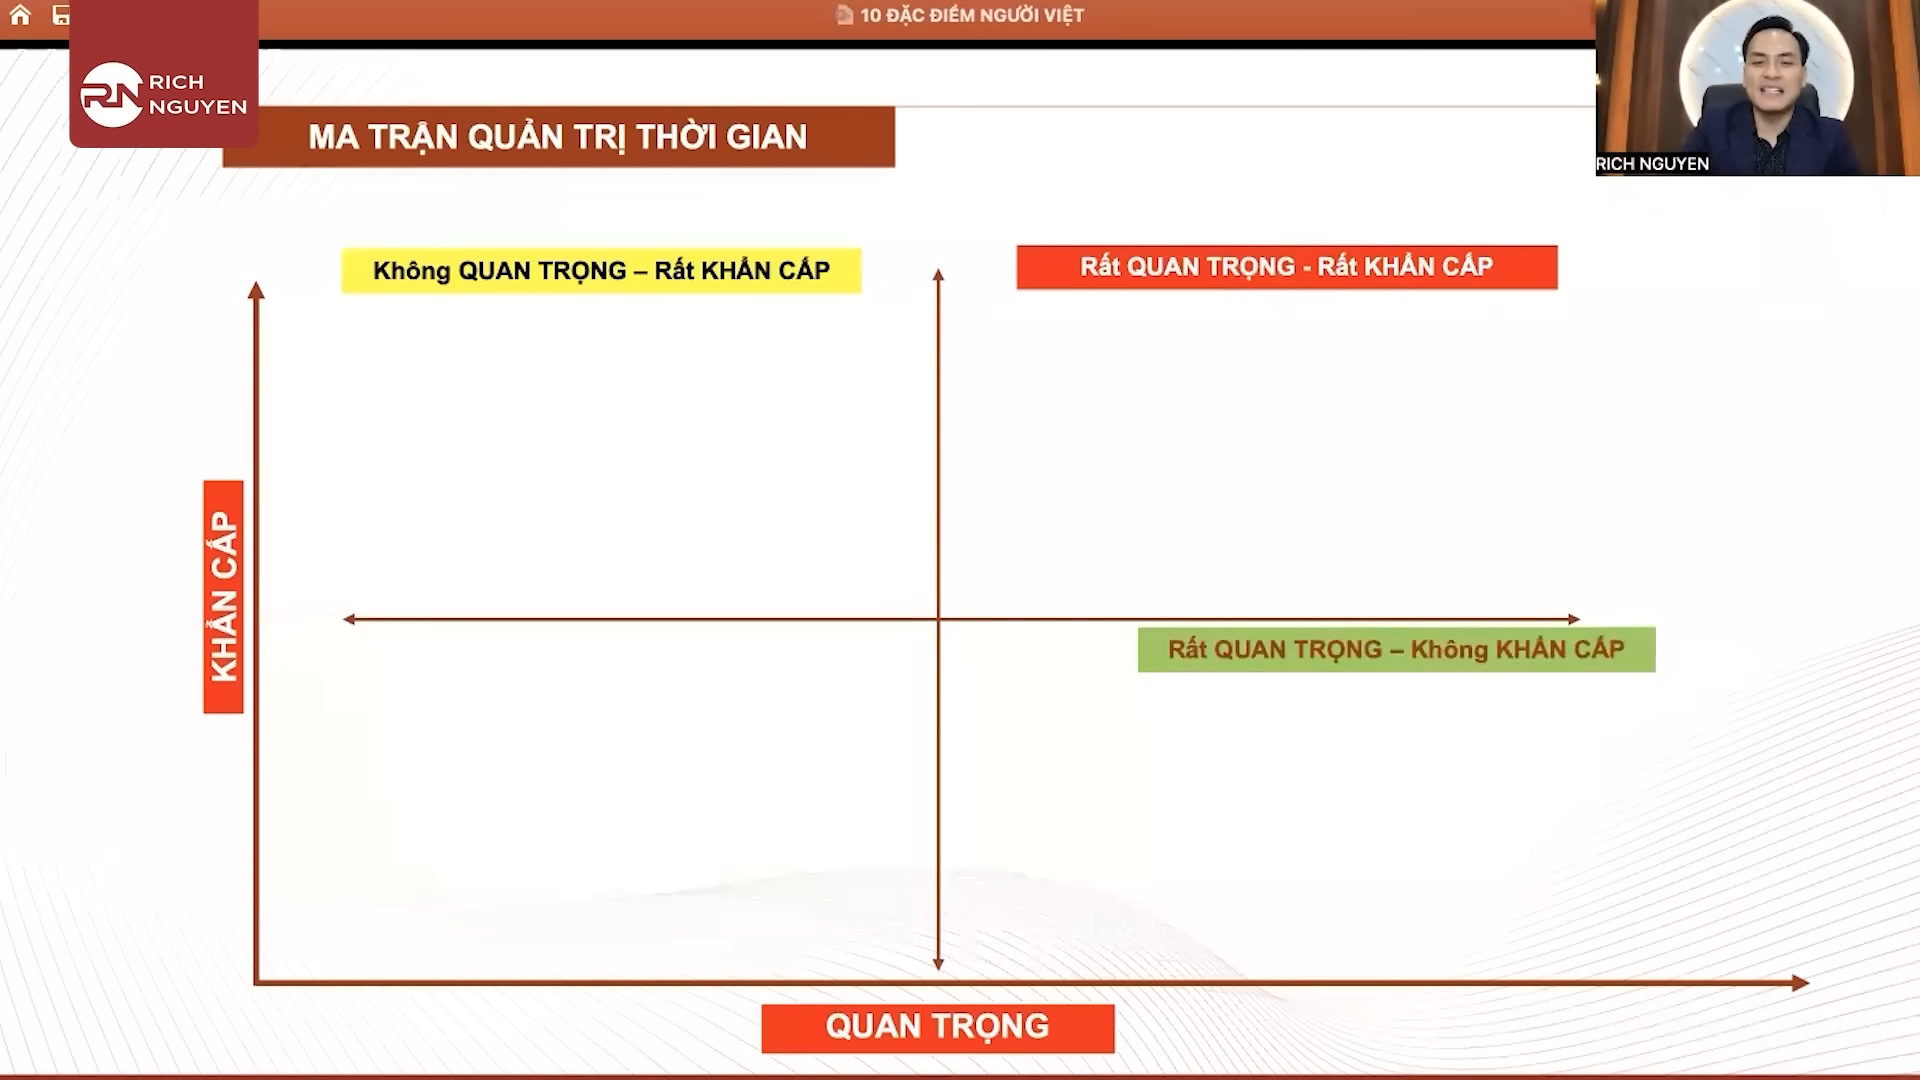 10 ĐẶC ĐIỂM NGƯỜI VIỆT
RN RICH
NGUYEN
MA TRẬN QUẢN TRỊ THỜI GIAN
RICH NGUYEN
Không QUAN TRỌNG – Rất KHẨN CẤP
Rất QUAN TRỌNG - Rất KHẨN CẤP
KHẨN CẤP
Rất QUAN TRỌNG – Không KHẨN CẤP
QUAN TRỌNG